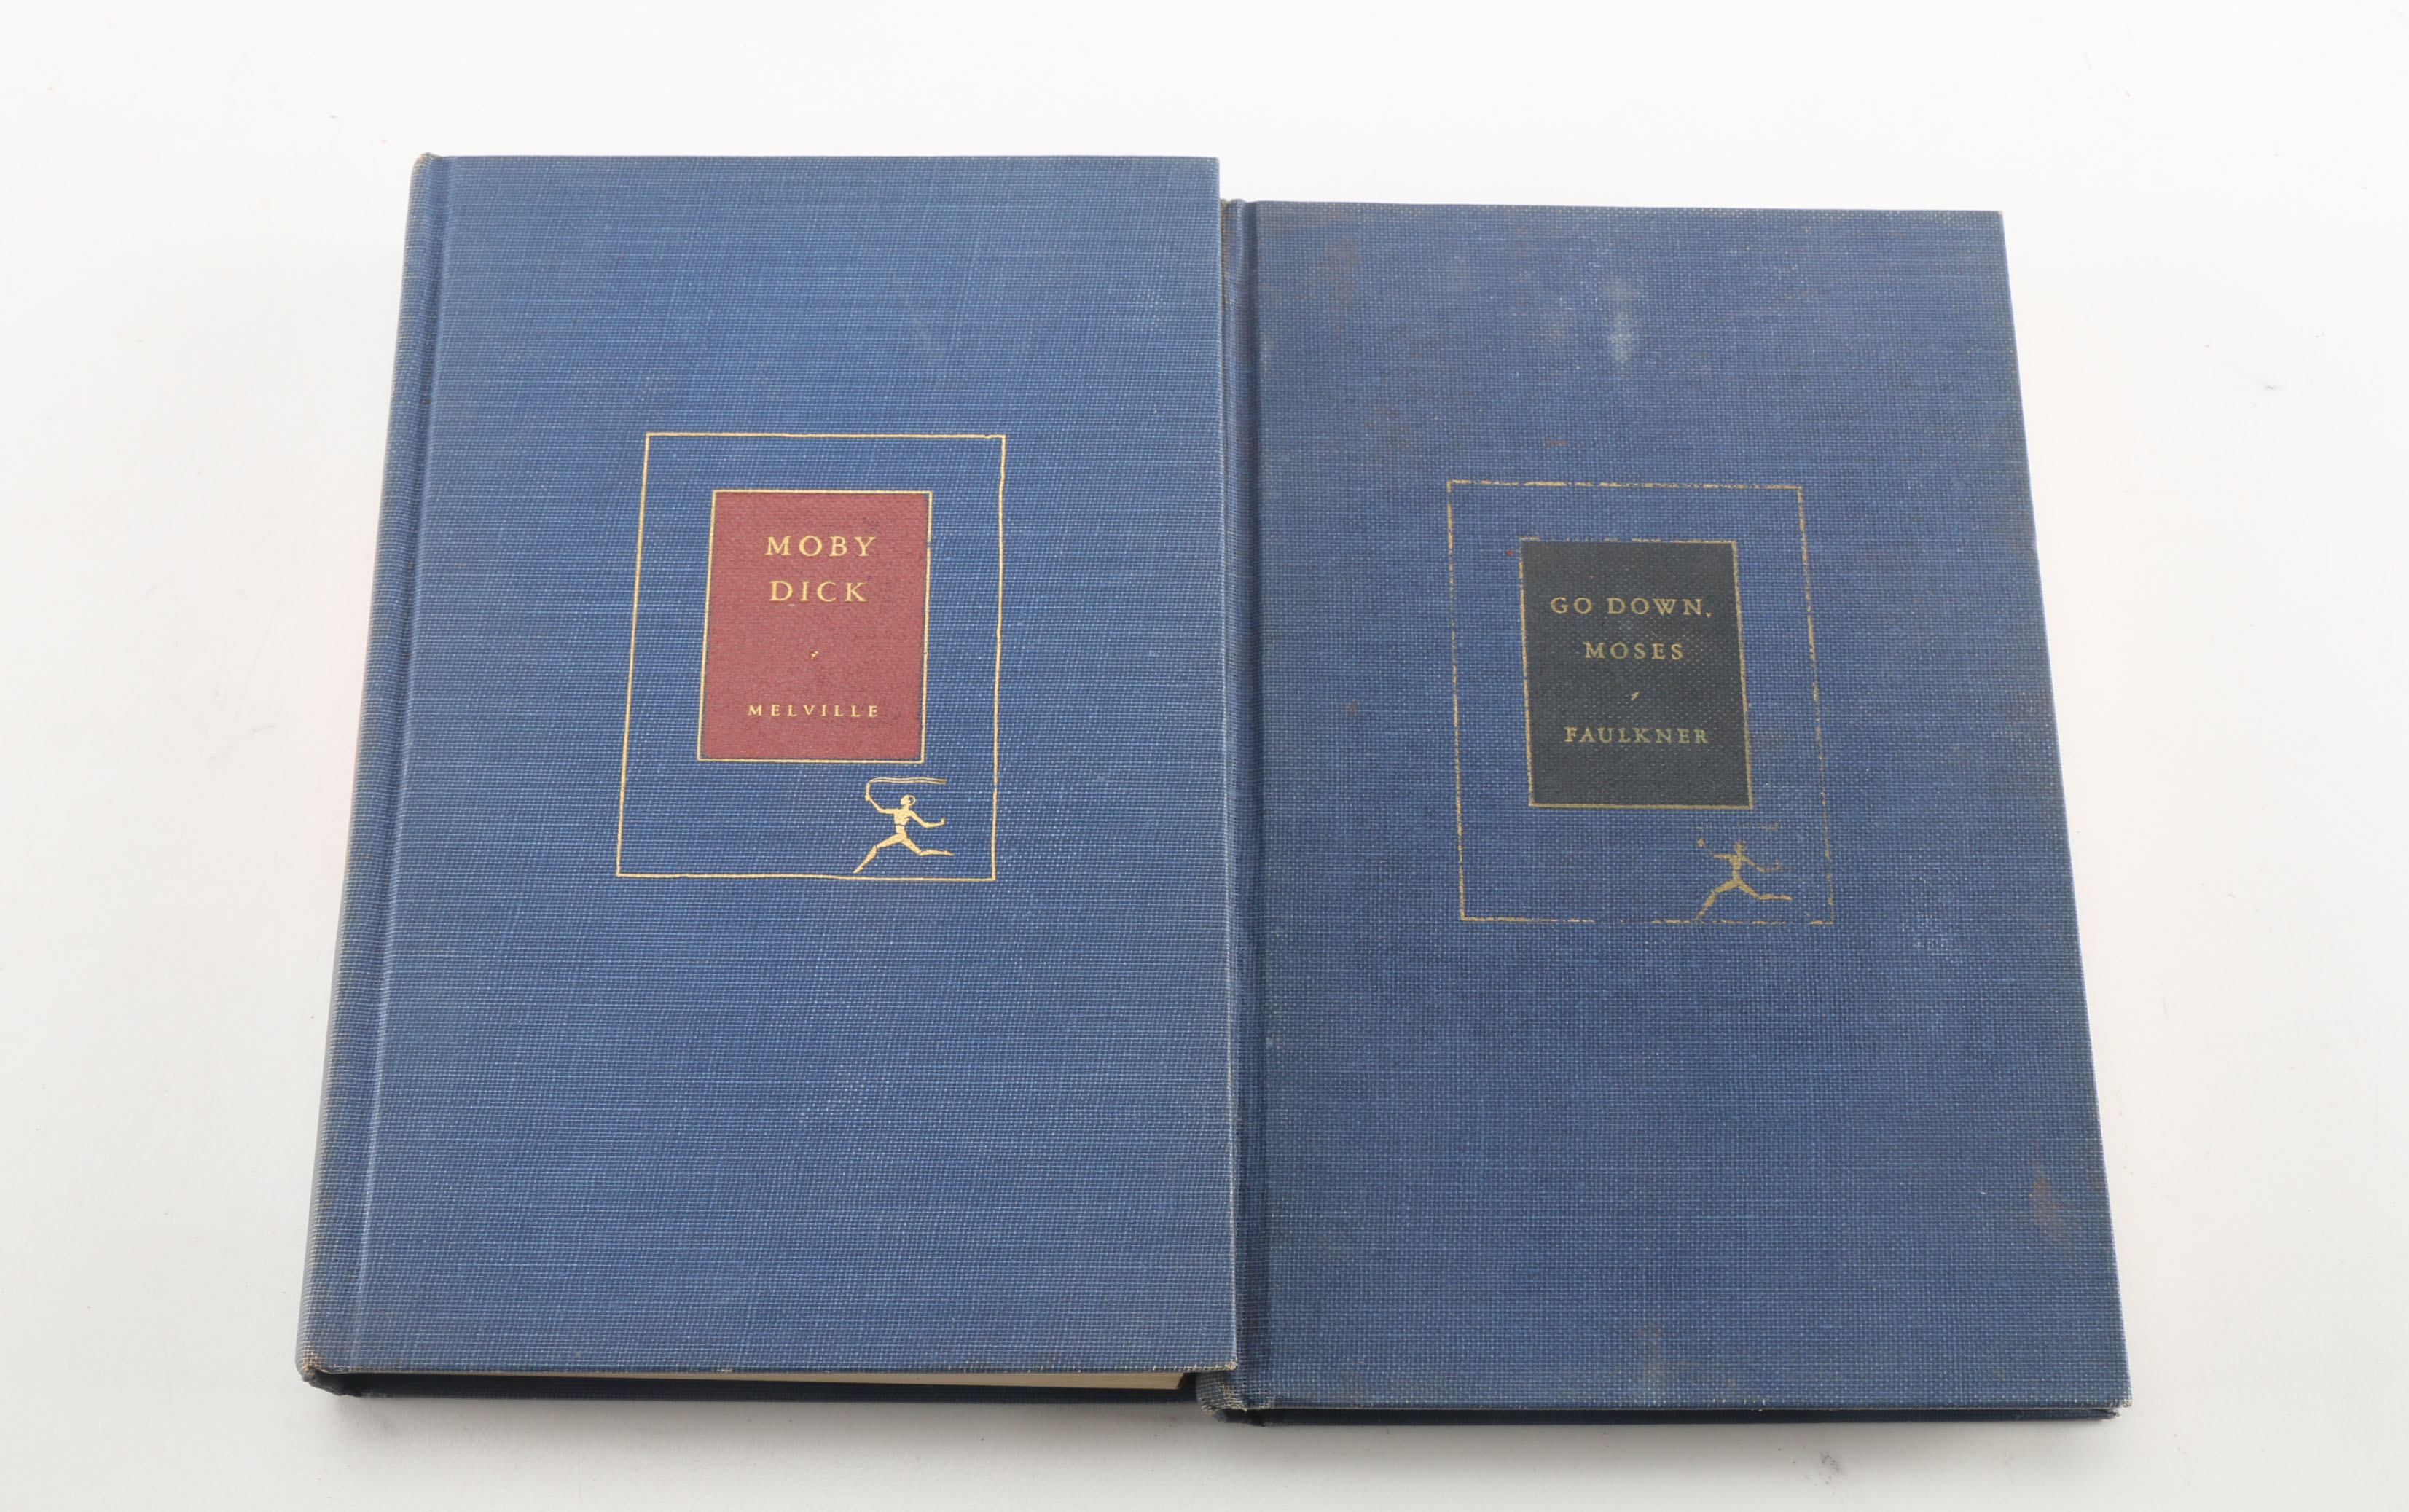 MOBY
DICK
MELVILLE
GO DOWN,
MOSES
FAULKNER